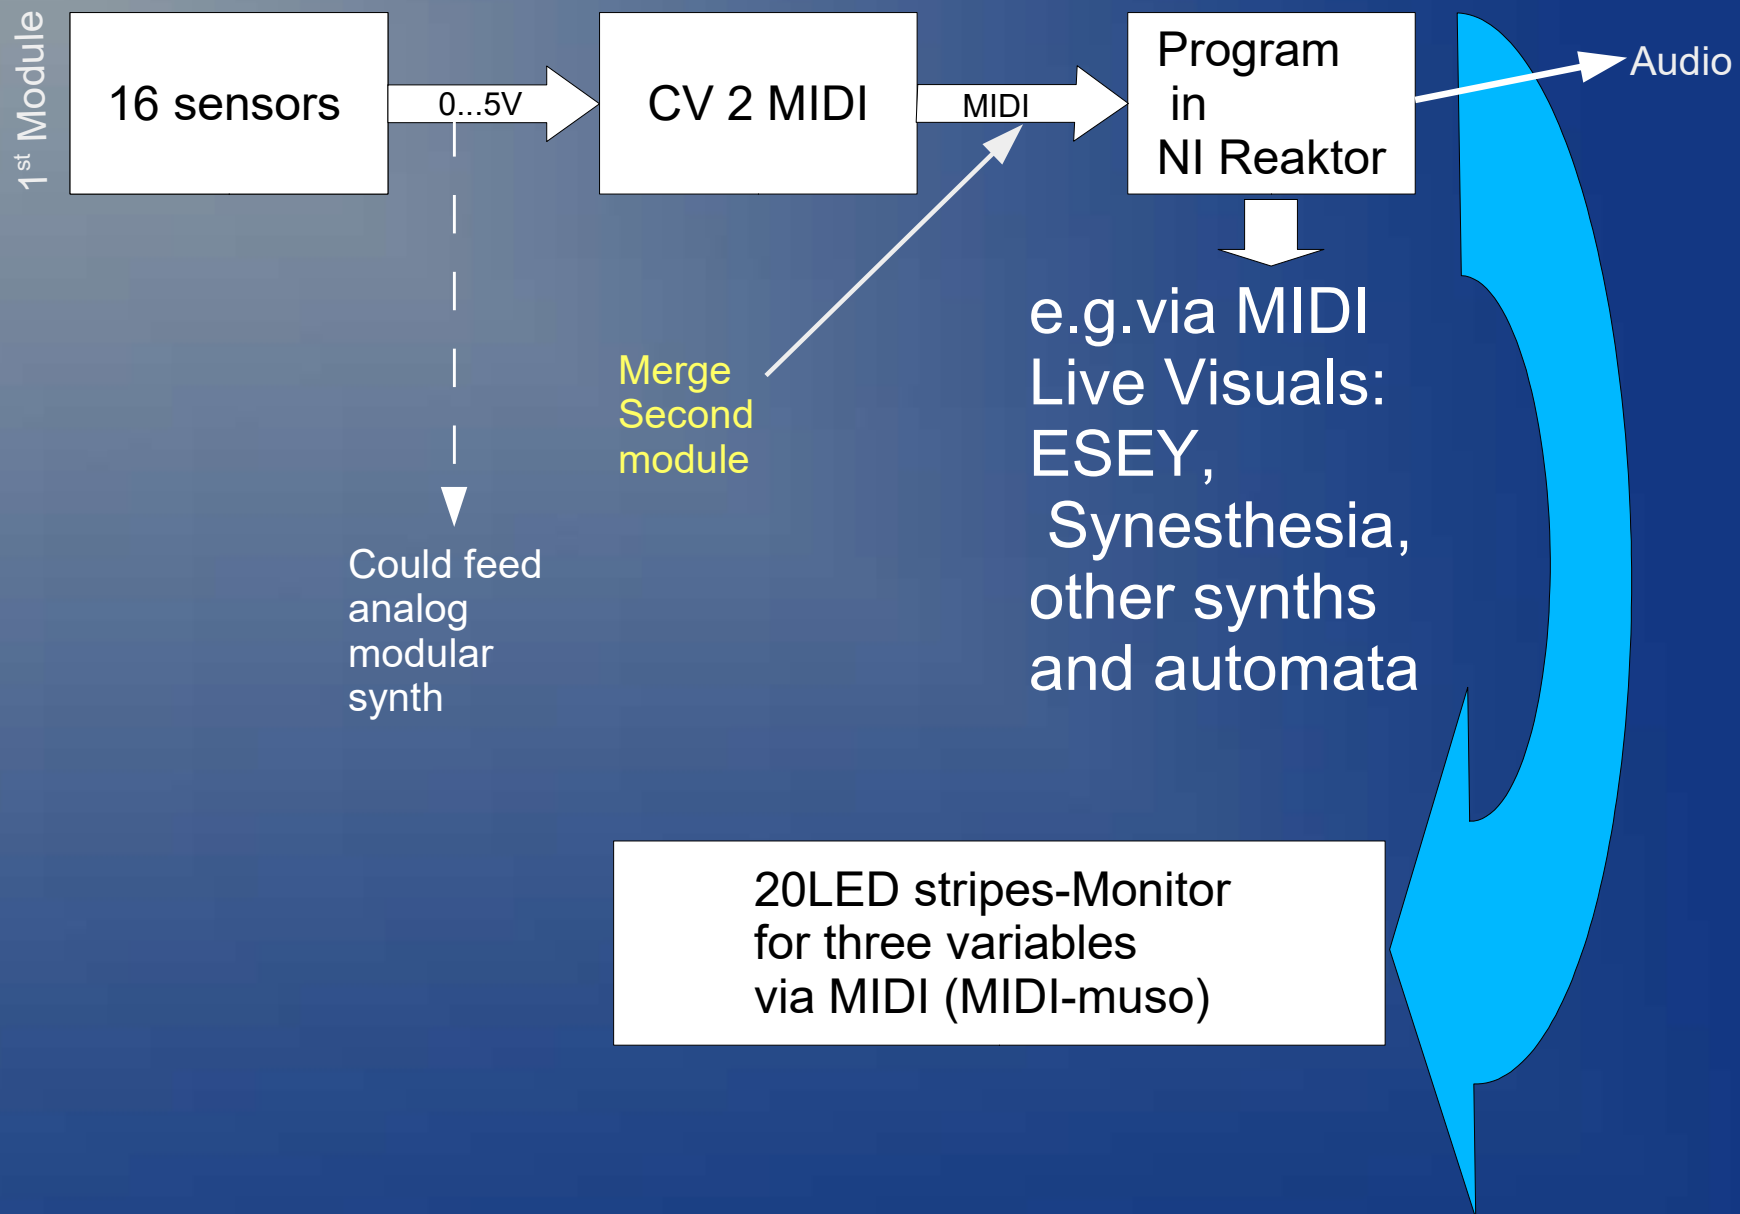 1st Module
16 sensors
0...5V
CV 2 MIDI
MIDI
Program
in
NI Reaktor
Audio
e.g.via MIDI
Live Visuals:
ESEY,
Synesthesia,
other synths
and automata
Merge
Second
module
Could feed
analog
modular
synth
20LED stripes-Monitor
for three variables
via MIDI (MIDI-muso)